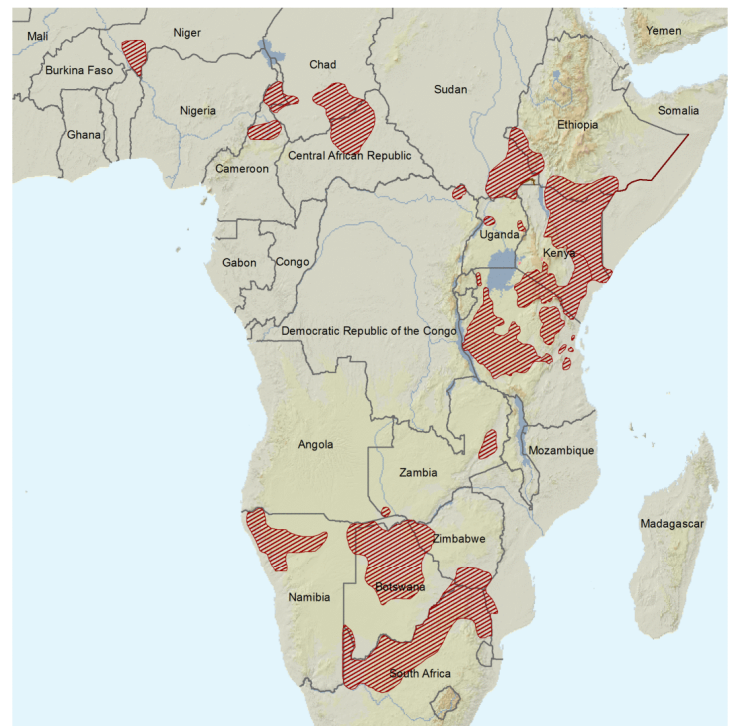 Mali
Niger
Yemen
Burkina Faso
Chad
Sudan
Nigeria
Somalia
Ethiopia
Ghana
Central African Republic
Cameroon
Uganda
Kenya
Gabon
Congo
Democratic Republic of the Congo
Angola
Mozambique
Zambia
Madagascar
Zimbabwe
Botswana
Namibia
South Africa